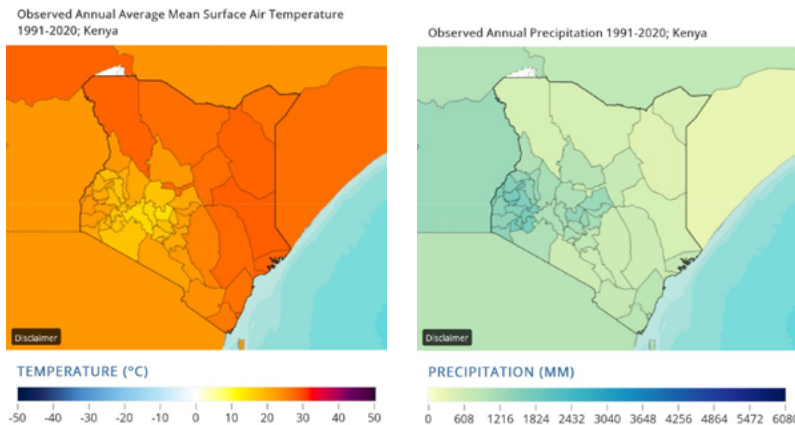 Observed Annual Average Mean Surface Air Temperature
1991-2020; Kenya
Disclaimer
TEMPERATURE (°C)
-50 -40 -30 -20 -10 0 10 20 30 40 50
Observed Annual Precipitation 1991-2020; Kenya
Disclaimer
PRECIPITATION (MM)
0 608 1216 1824 2432 3040 3648 4256 4864 5472 6080